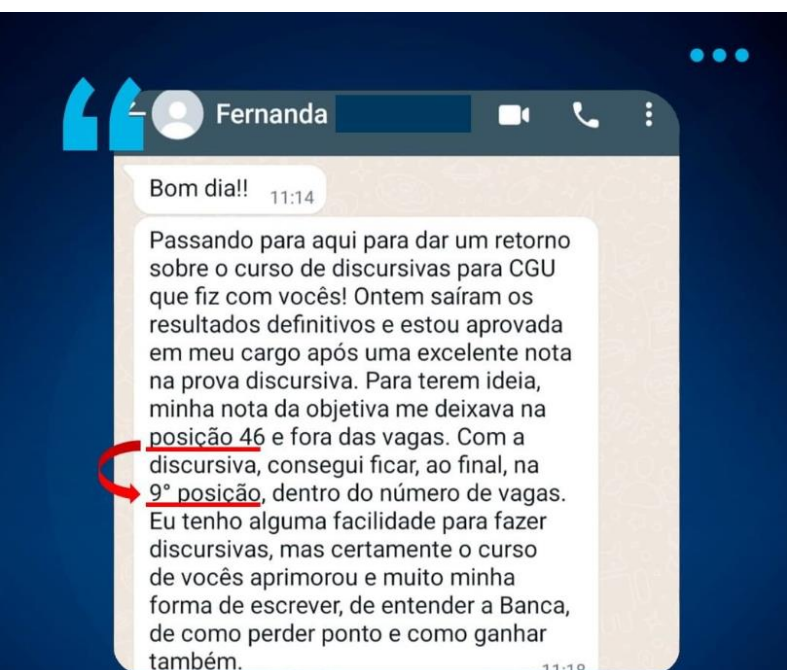 Fernanda
Bom dia!! 11:14
Passando para aqui para dar um retorno
sobre o curso de discursivas para CGU
que fiz com vocês! Ontem saíram os
resultados definitivos e estou aprovada
em meu cargo após uma excelente nota
na prova discursiva. Para terem ideia,
minha nota da objetiva me deixava na
posição 46 e fora das vagas. Com a
discursiva, consegui ficar, ao final, na
9° posição, dentro do número de vagas.
Eu tenho alguma facilidade para fazer
discursivas, mas certamente o curso
de vocês aprimorou e muito minha
forma de escrever, de entender a Banca,
de como perder ponto e como ganhar
também. 11:18